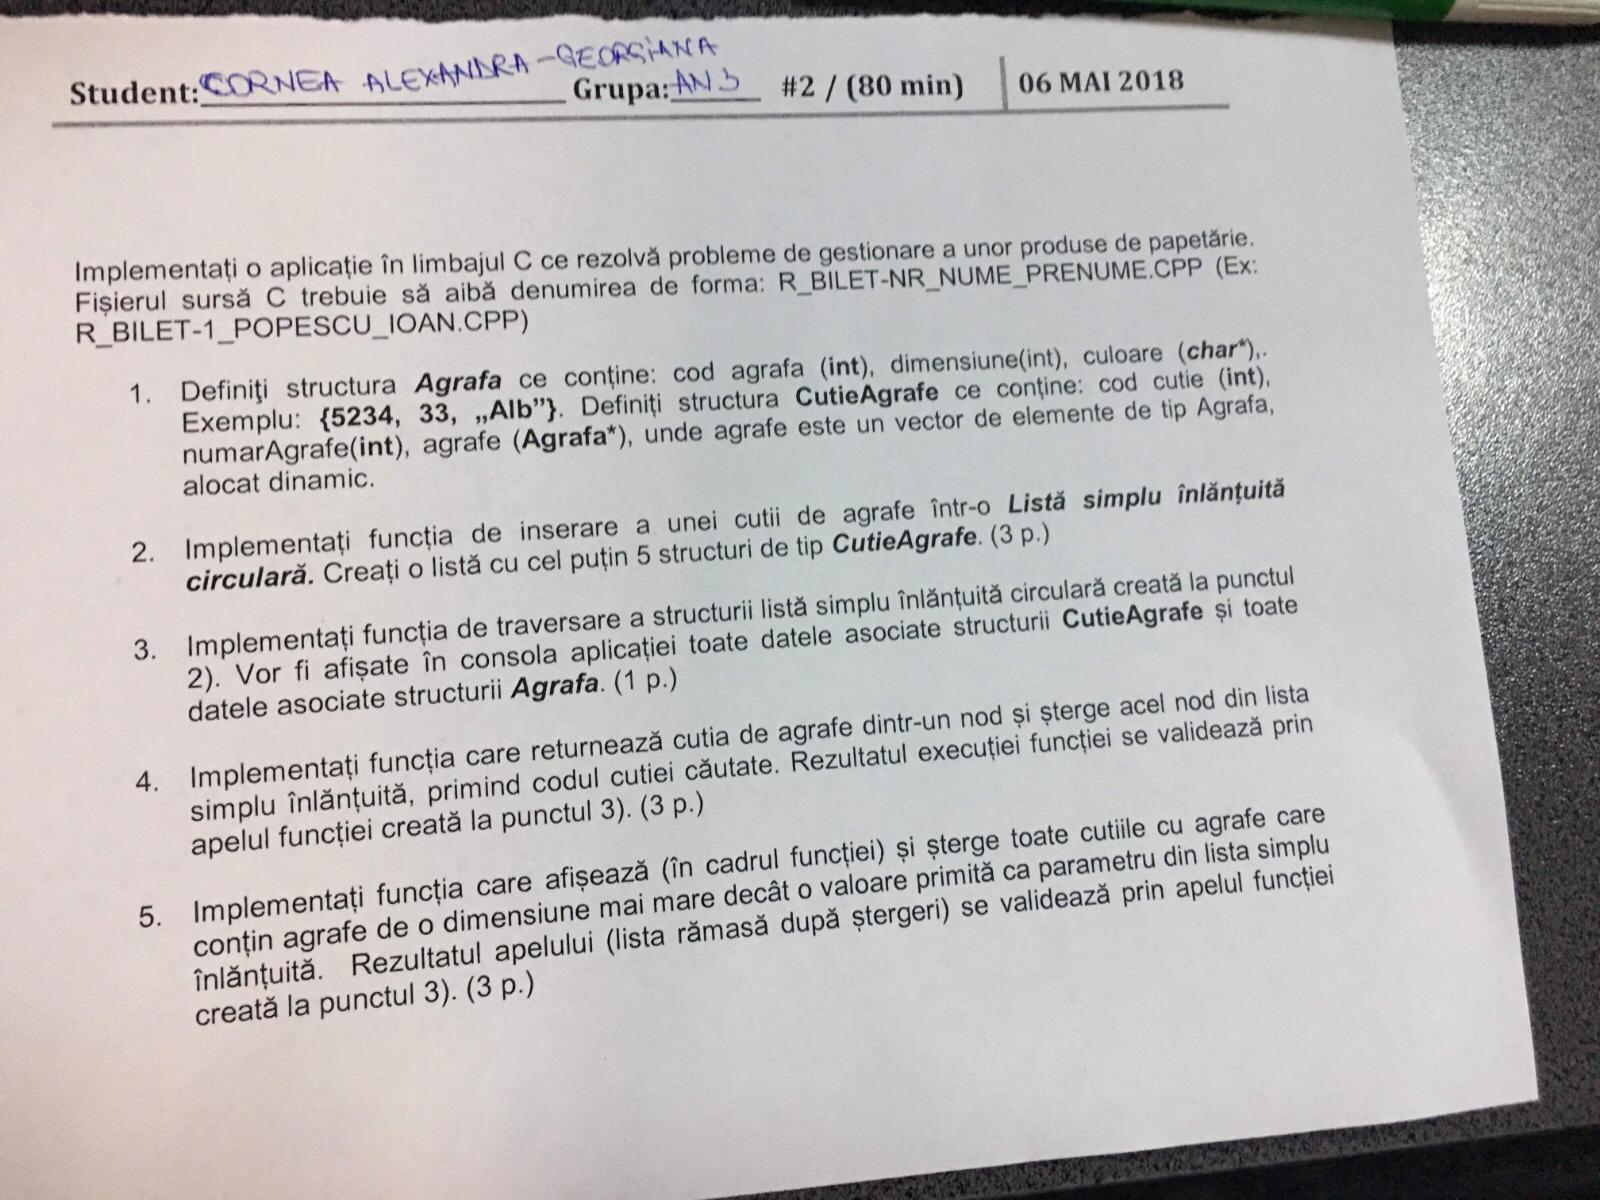 Student: CORNEA ALEXANDRA-GEORGIANA Grupa: AN 3 #2 / (80 min) 06 MAI 2018
Implementați o aplicație în limbajul C ce rezolvă probleme de gestionare a unor produse de papetărie.
Fișierul sursă C trebuie să aibă denumirea de forma: R_BILET-NR_NUME_PRENUME.CPP (Ex:
R_BILET-1_POPESCU_IOAN.CPP)
1. Definiţi structura Agrafa ce conține: cod agrafa (int), dimensiune(int), culoare (char*),.
Exemplu: {5234, 33, „Alb”}. Definiți structura CutieAgrafe ce conține: cod cutie (int),
numarAgrafe(int), agrafe (Agrafa*), unde agrafe este un vector de elemente de tip Agrafa,
alocat dinamic.
2. Implementați funcția de inserare a unei cutii de agrafe într-o Listă simplu înlănțuită
circulară. Creați o listă cu cel puțin 5 structuri de tip CutieAgrafe. (3 p.)
3. Implementați funcția de traversare a structurii listă simplu înlănțuită circulară creată la punctul
2). Vor fi afișate în consola aplicației toate datele asociate structurii CutieAgrafe și toate
datele asociate structurii Agrafa. (1 p.)
4. Implementați funcția care returnează cutia de agrafe dintr-un nod și șterge acel nod din lista
simplu înlănțuită, primind codul cutiei căutate. Rezultatul execuției funcției se validează prin
apelul funcției creată la punctul 3). (3 p.)
5. Implementați funcția care afișează (în cadrul funcției) și șterge toate cutiile cu agrafe care
conțin agrafe de o dimensiune mai mare decât o valoare primită ca parametru din lista simplu
înlănțuită. Rezultatul apelului (lista rămasă după ștergeri) se validează prin apelul funcției
creată la punctul 3). (3 p.)